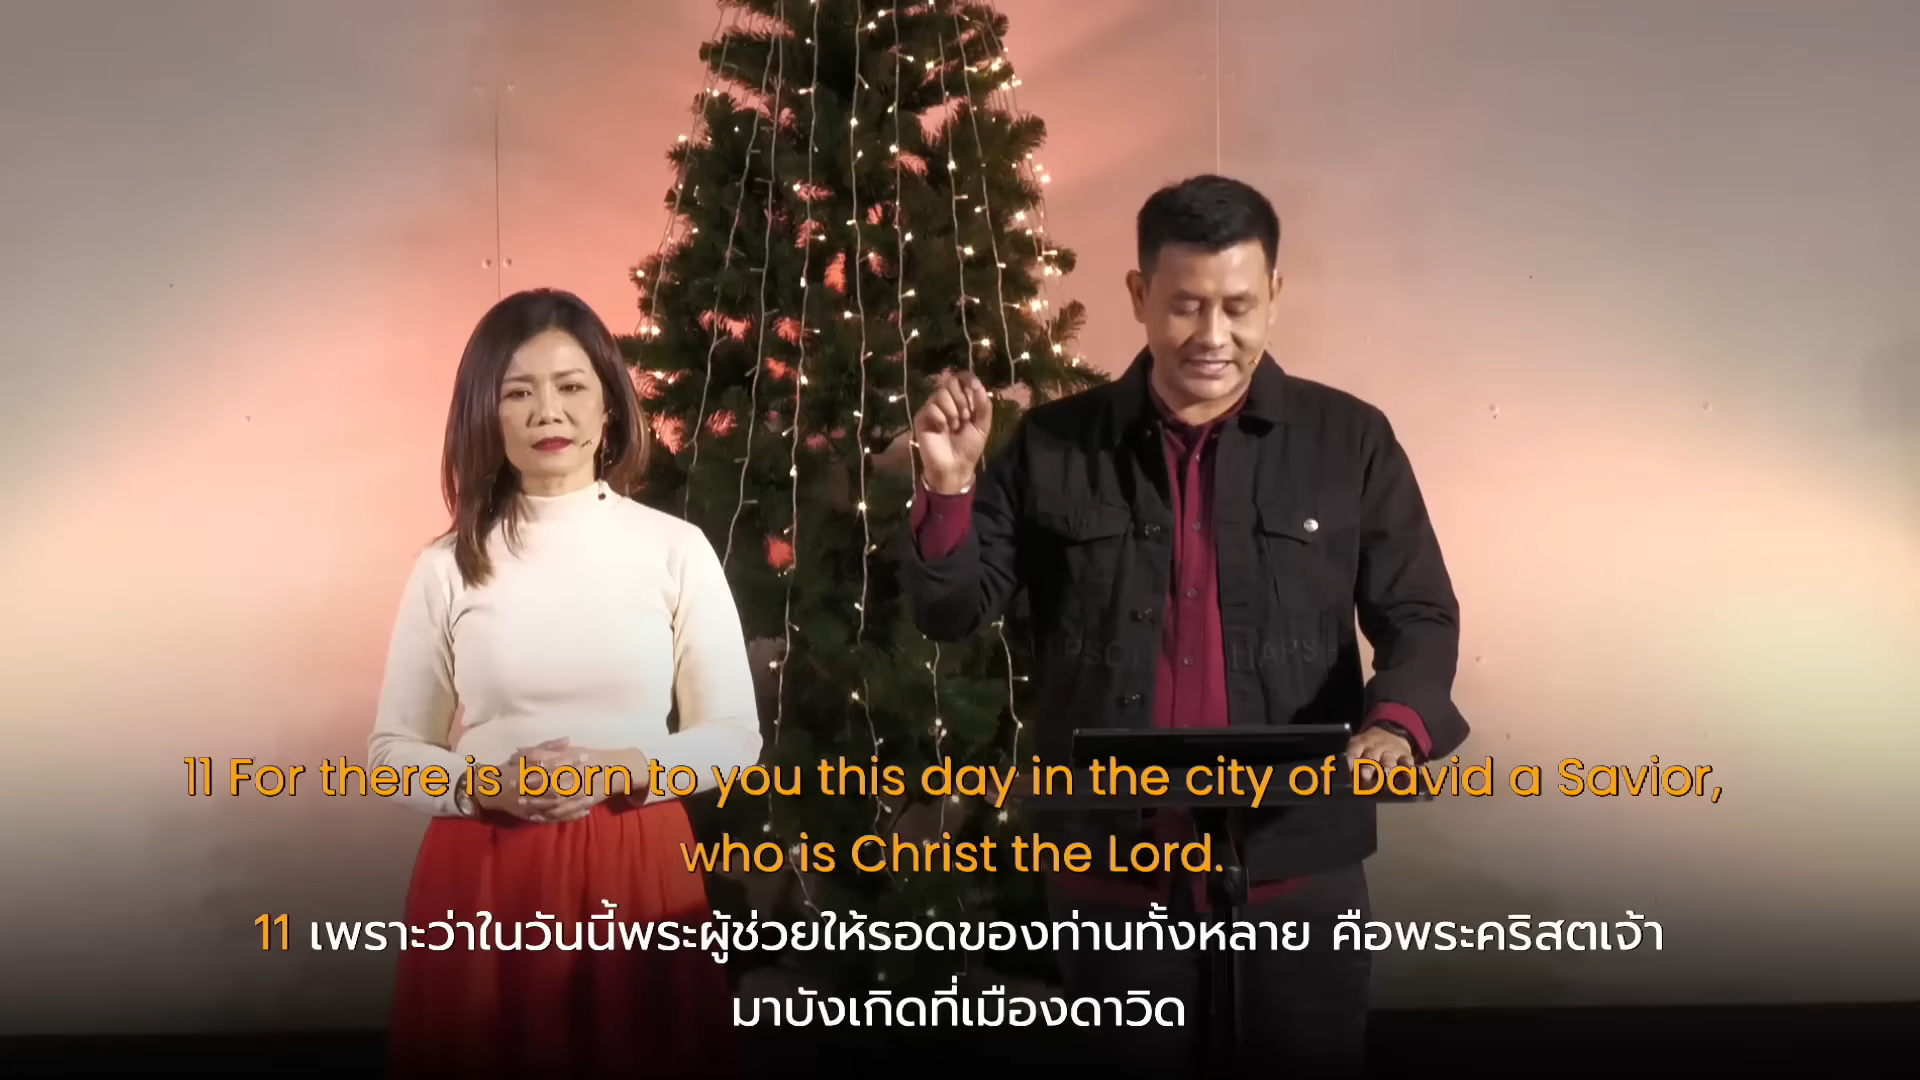 11 For there is born to you this day in the city of David a Savior,
who is Christ the Lord.
11 เพราะว่าในวันนี้พระผู้ช่วยให้รอดของท่านทั้งหลาย คือพระคริสตเจ้า
มาบังเกิดที่เมืองดาวิด